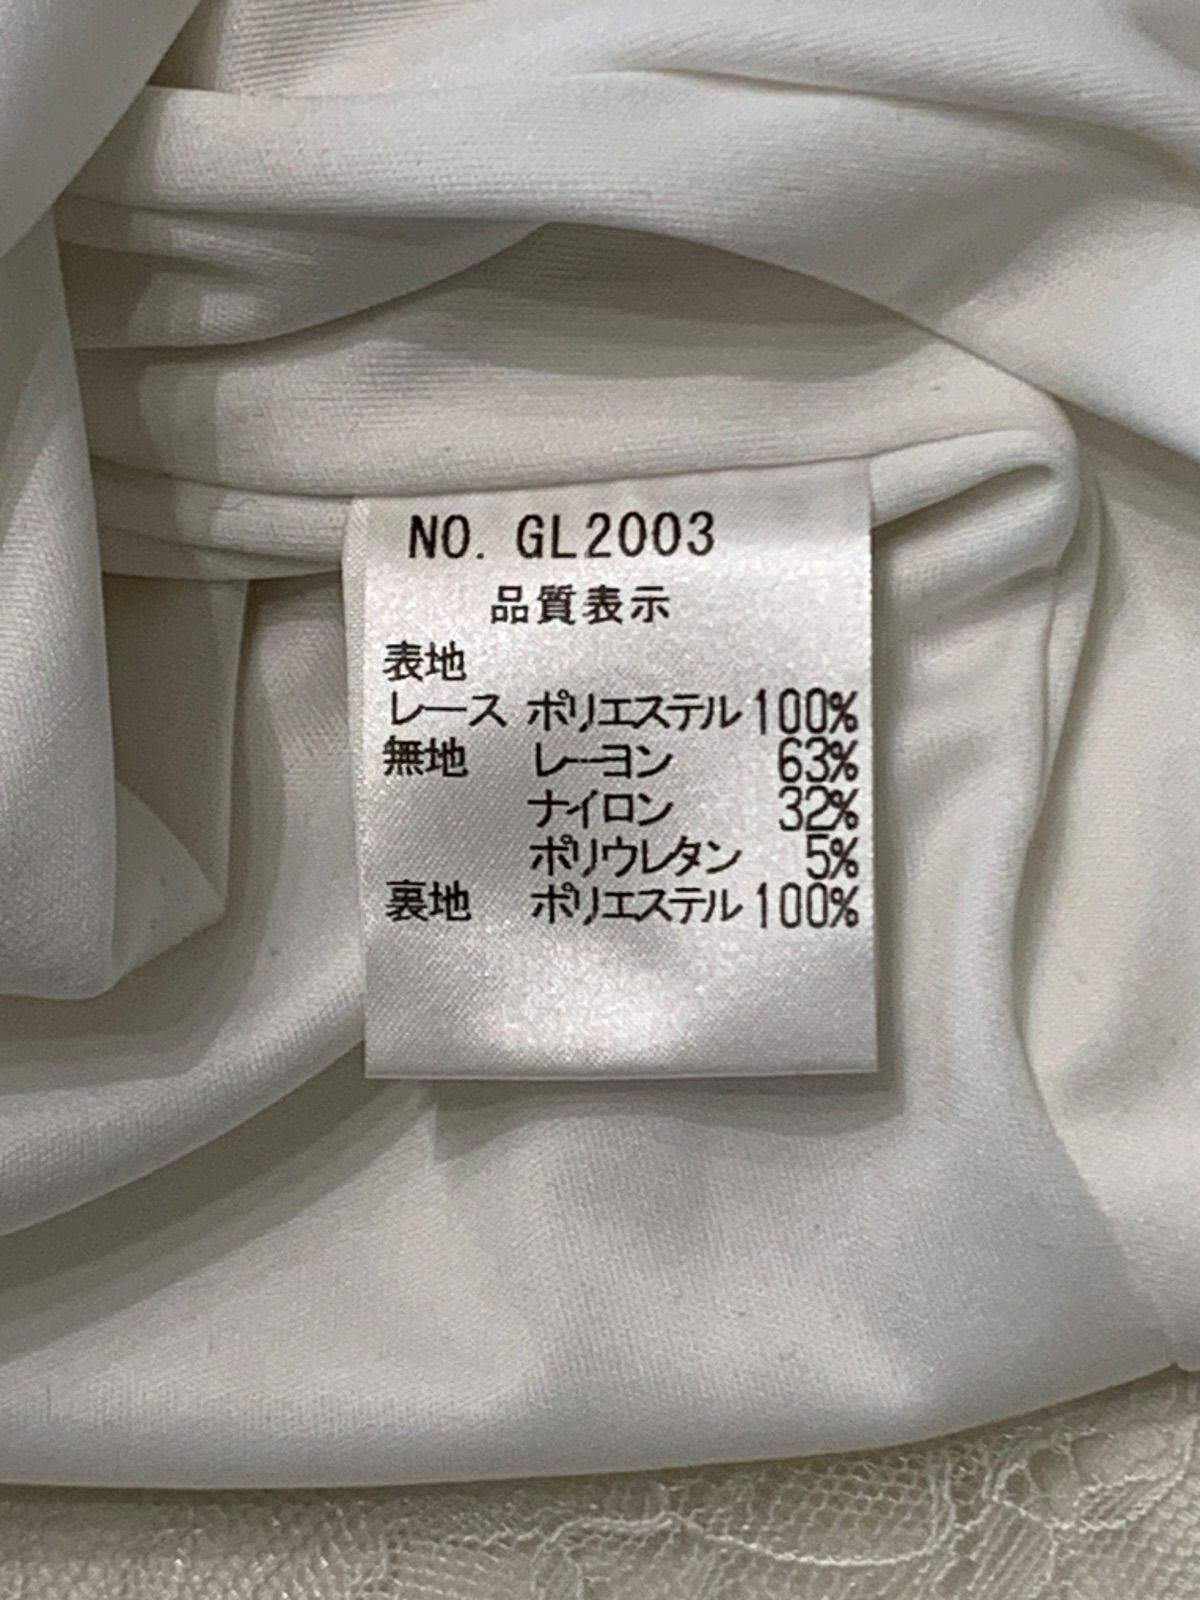 NO. GL2003
品質表示
表地
レース ポリエステル 100%
無地 レーヨン 63%
ナイロン 32%
ポリウレタン 5%
裏地 ポリエステル 100%